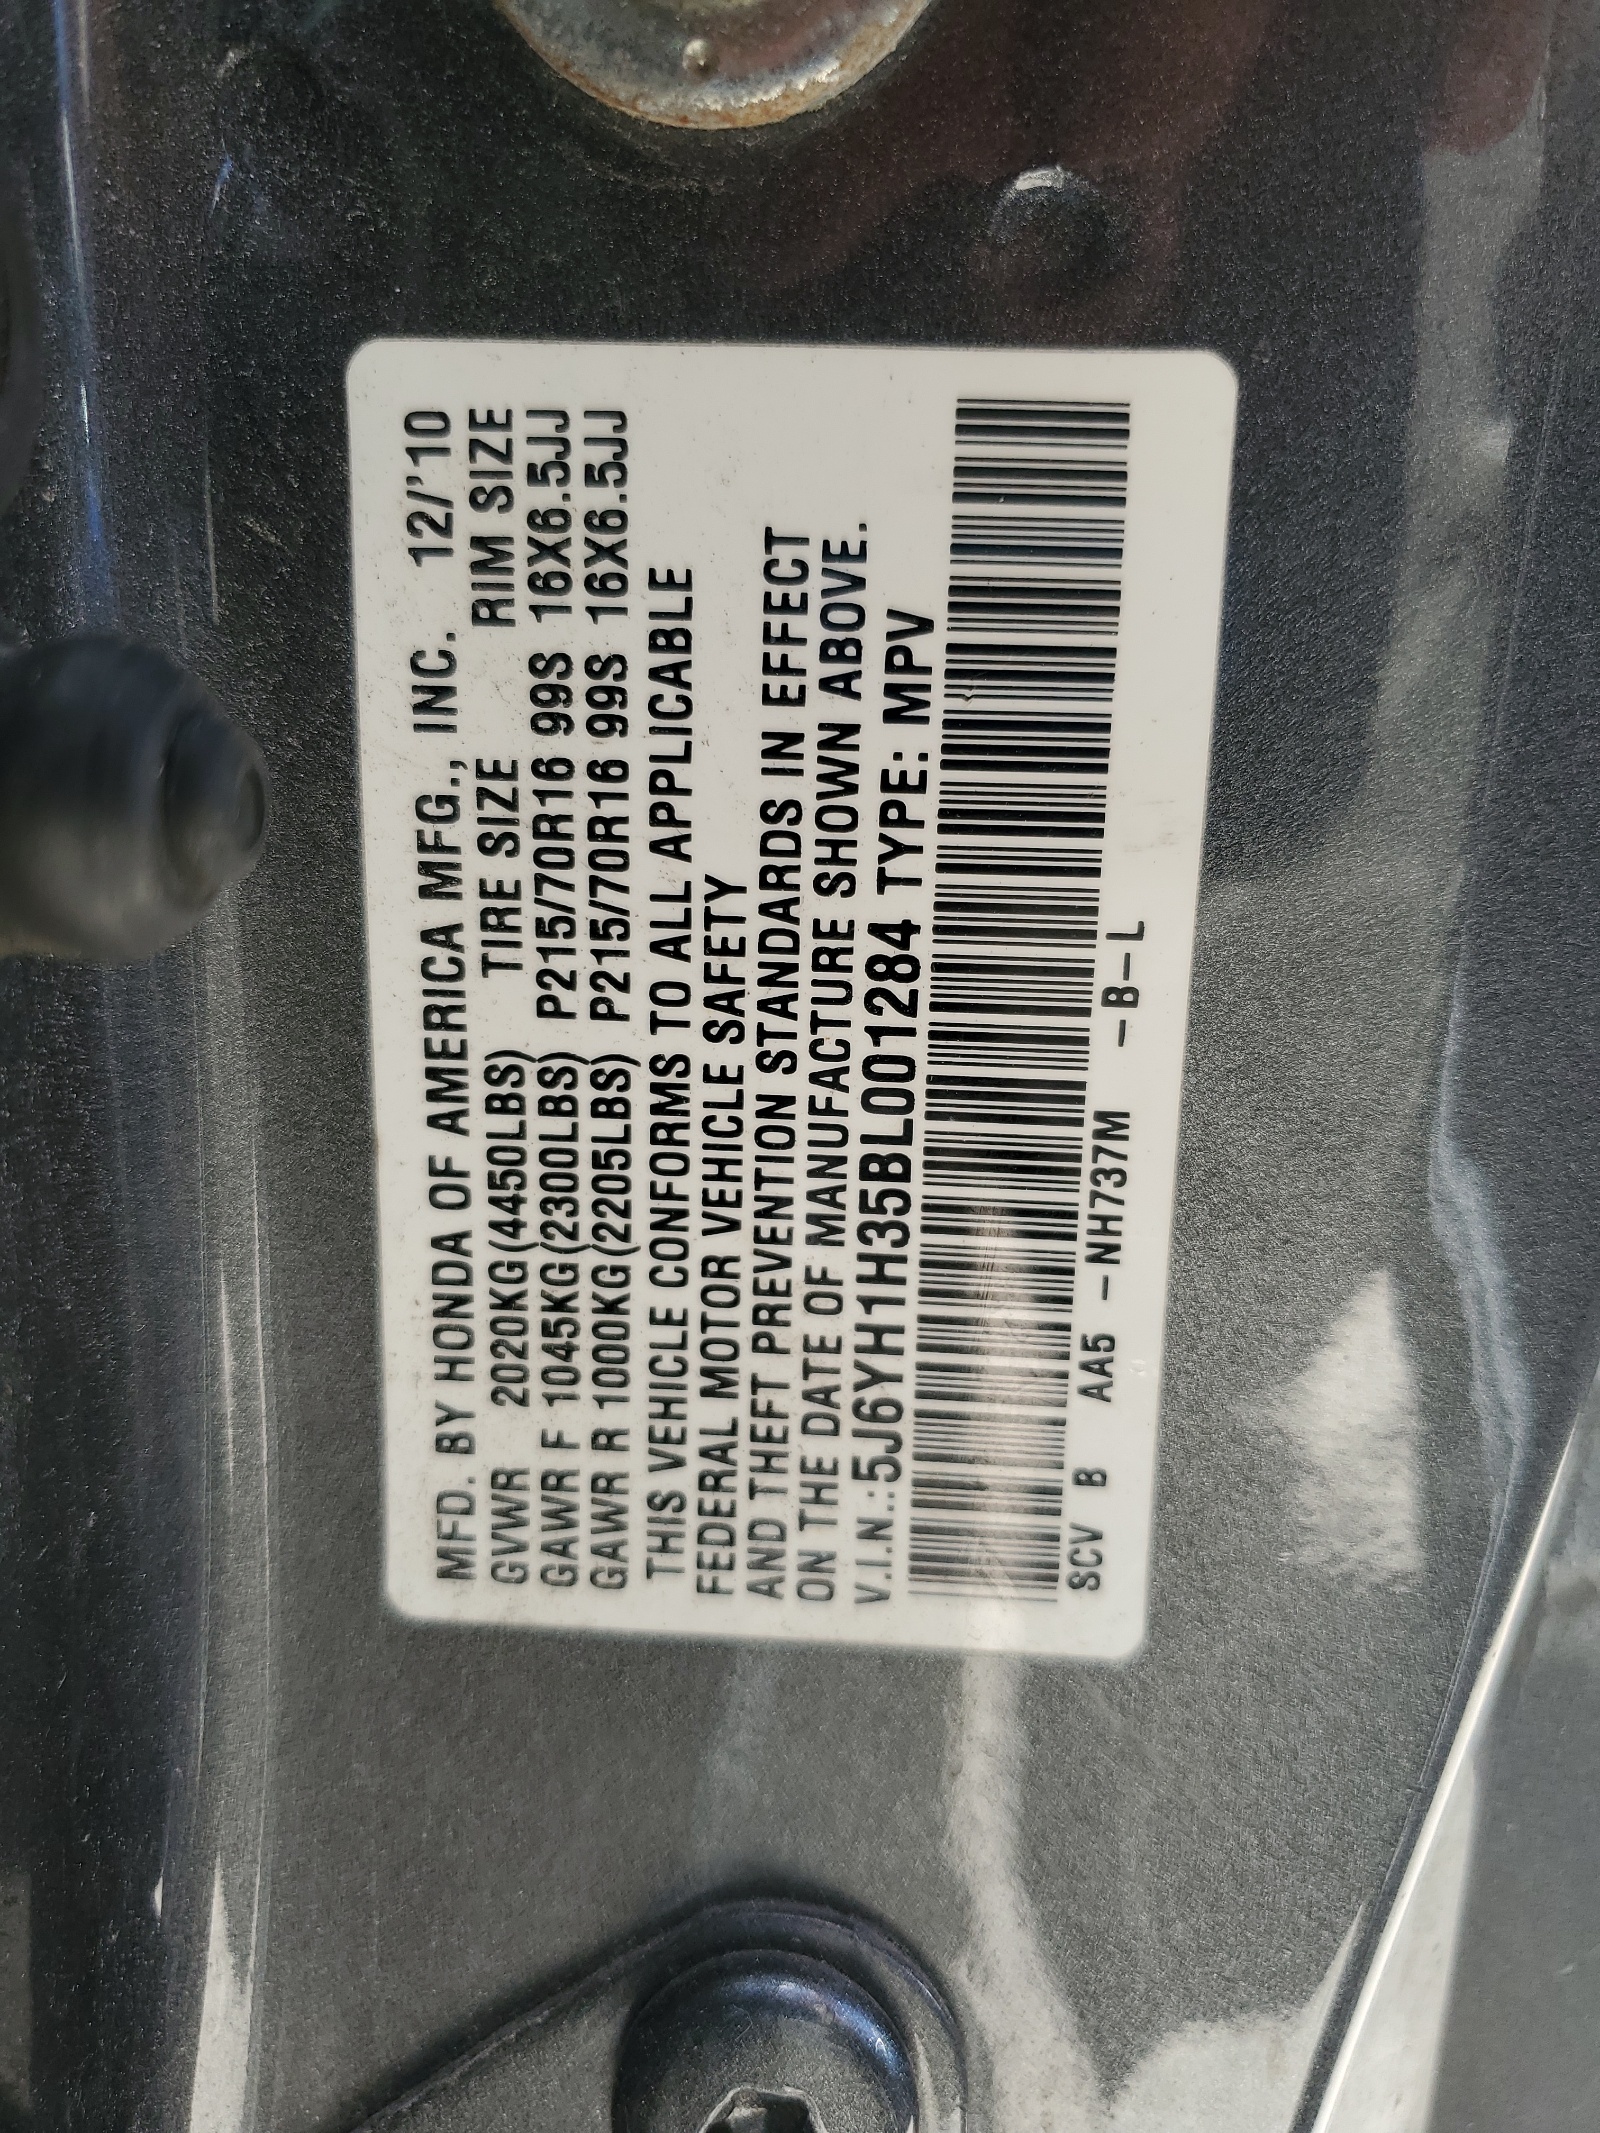 MFD. BY HONDA OF AMERICA MFG., INC. 12/'10
GVWR 2020KG(4450LBS) TIRE SIZE RIM SIZE
GAWR F 1045KG(2300LBS) P215/70R16 99S 16X6.5JJ
GAWR R 1000KG(2205LBS) P215/70R16 99S 16X6.5JJ
THIS VEHICLE CONFORMS TO ALL APPLICABLE
FEDERAL MOTOR VEHICLE SAFETY
AND THEFT PREVENTION STANDARDS IN EFFECT
ON THE DATE OF MANUFACTURE SHOWN ABOVE.
V.I.N.:5J6YH1H35BL001284 TYPE: MPV
SCV B AA5 -NH737M -B-L